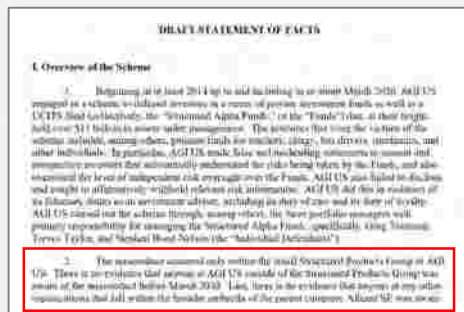 DRAFT STATEMENT OF FACTS
I. Overview of the Scheme
1. Beginning in at least 2014 up to and including in or about March 2020, AGI US
engaged in a scheme to defraud investors in a series of private investment funds as well as a
(collectively, the "Structured Alpha Funds," or the "Funds") that, at their height,
held over $11 billion in assets under management. The investors that were the victims of the
scheme included, among others, pension funds for teachers, clergy, bus drivers, mechanics, and
other individuals. In particular, AGI US made false and misleading statements to current and
prospective investors that substantially understated the risks being taken by the Funds, and also
overstated the level of independent risk oversight over the Funds. AGI US also failed to disclose
and sought to affirmatively withhold relevant risk information. AGI US did this in violation of
its fiduciary duties as an investment adviser, including its duty of care and its duty of loyalty.
AGI US carried out the scheme through, among others, the three portfolio managers with
primary responsibility for managing the Structured Alpha Funds, specifically, Greg Tournant,
Trevor Taylor, and Stephen Bond-Nelson (the "Individual Defendants").
2. The misconduct occurred only within the small Structured Products Group at AGI
US. There is no evidence that anyone at AGI US outside of the Structured Products Group was
aware of the misconduct before March 2020. there is no evidence that anyone at any other
organizations that fall within the broader umbrella of the parent company Allianz SE was aware